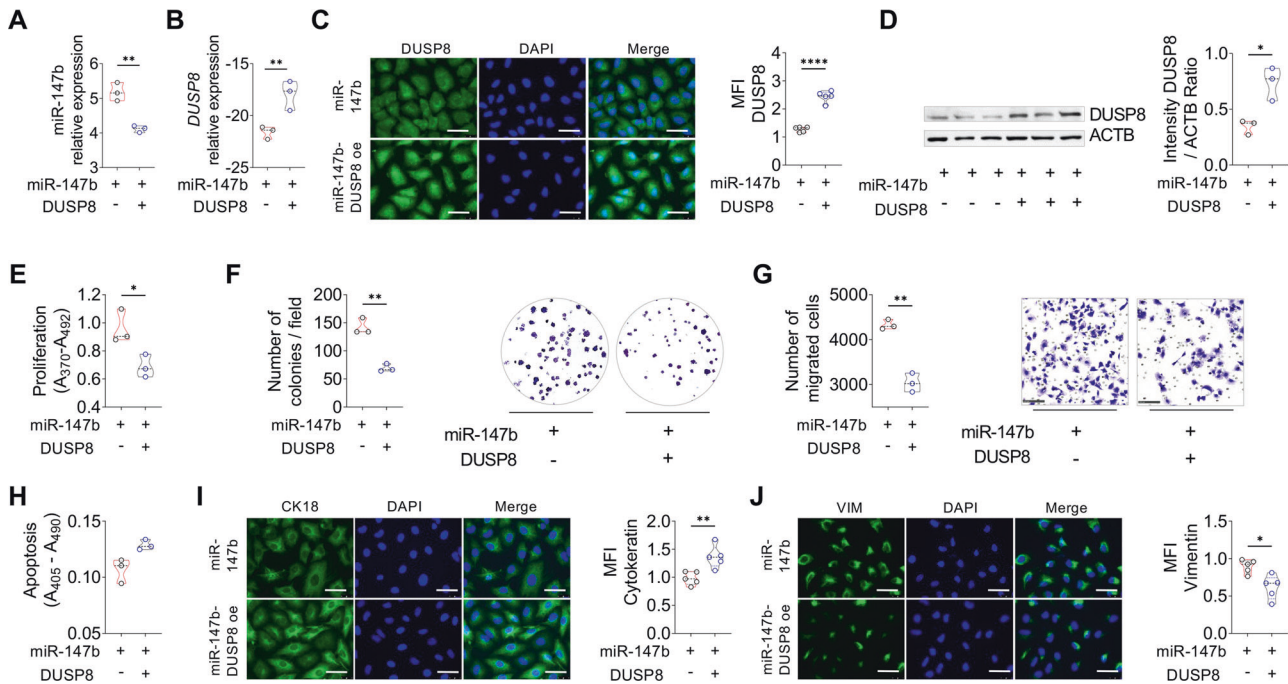 A
miR-147b
relative expression
6
5
4
3
**
miR-147b + +
DUSP8 - +
B
DUSP8
relative expression
-15
-20
-25
**
miR-147b + +
DUSP8 - +
C
DUSP8 DAPI Merge
miR-
147b
miR-147b-
DUSP8 oe
MFI
DUSP8
4
3
2
1
0
****
miR-147b + +
DUSP8 - +
D
DUSP8
ACTB
miR-147b + + + + + +
DUSP8 - - - + + +
Intensity DUSP8
/ ACTB Ratio
1.0
0.5
0.0
*
miR-147b + +
DUSP8 - +
E
Proliferation
(A370-A492)
1.2
1.0
0.8
0.6
0.4
*
miR-147b + +
DUSP8 - +
F
Number of
colonies / field
200
150
100
50
0
**
miR-147b + +
DUSP8 - +
miR-147b + +
DUSP8 - +
G
Number of
migrated cells
5000
4000
3000
**
miR-147b + +
DUSP8 - +
miR-147b + +
DUSP8 - +
H
Apoptosis
(A405 - A490)
0.15
0.10
0.05
miR-147b + +
DUSP8 - +
I
CK18 DAPI Merge
miR-
147b
miR-147b-
DUSP8 oe
MFI
Cytokeratin
2.0
1.5
1.0
0.5
0.0
**
miR-147b + +
DUSP8 - +
J
VIM DAPI Merge
miR-
147b
miR-147b-
DUSP8 oe
MFI
Vimentin
1.5
1.0
0.5
0.0
*
miR-147b + +
DUSP8 - +